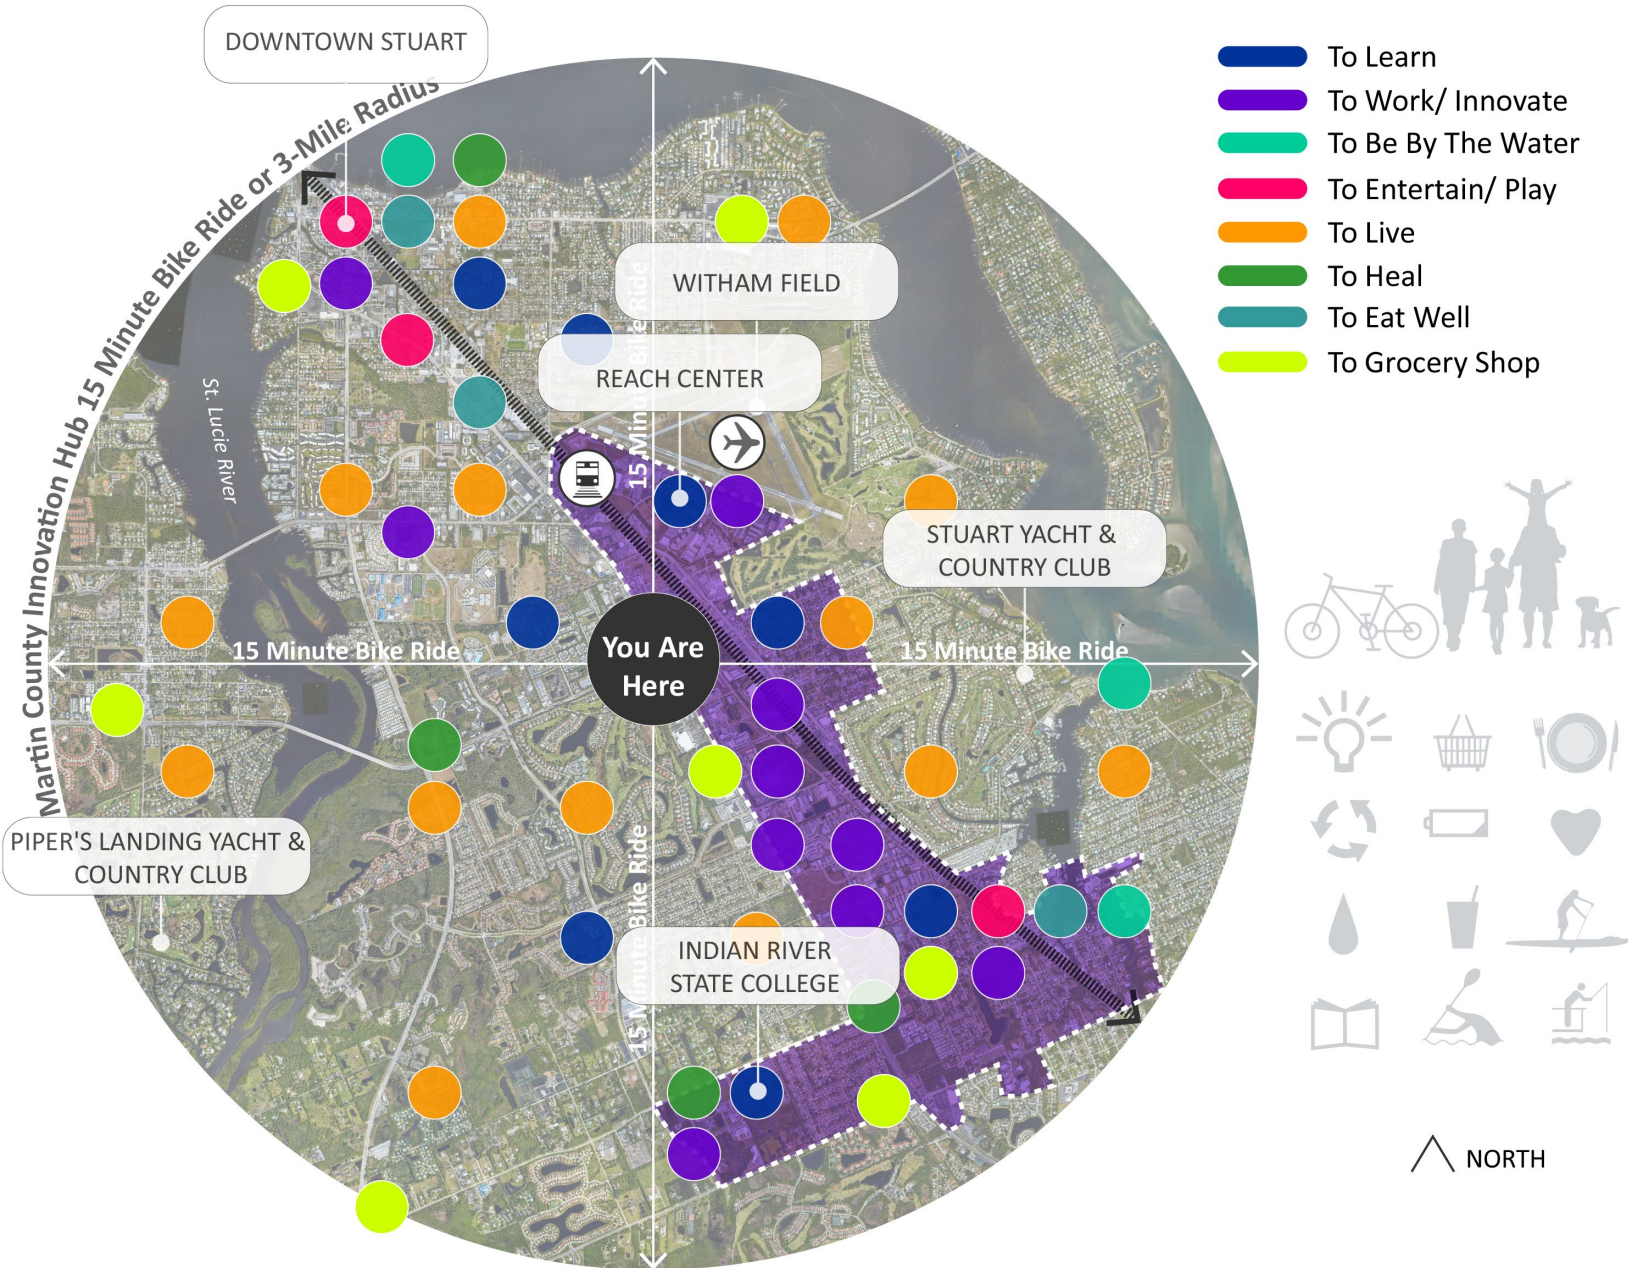 DOWNTOWN STUART
Martin County Innovation Hub 15 Minute Bike Ride or 3-Mile Radius
To Learn
To Work/ Innovate
To Be By The Water
To Entertain/ Play
To Live
To Heal
To Eat Well
To Grocery Shop
WITHAM FIELD
15 Minute Bike Ride
REACH CENTER
St. Lucie River
STUART YACHT &
COUNTRY CLUB
15 Minute Bike Ride
You Are
Here
15 Minute Bike Ride
PIPER'S LANDING YACHT &
COUNTRY CLUB
15 Minute Bike Ride
INDIAN RIVER
STATE COLLEGE
NORTH